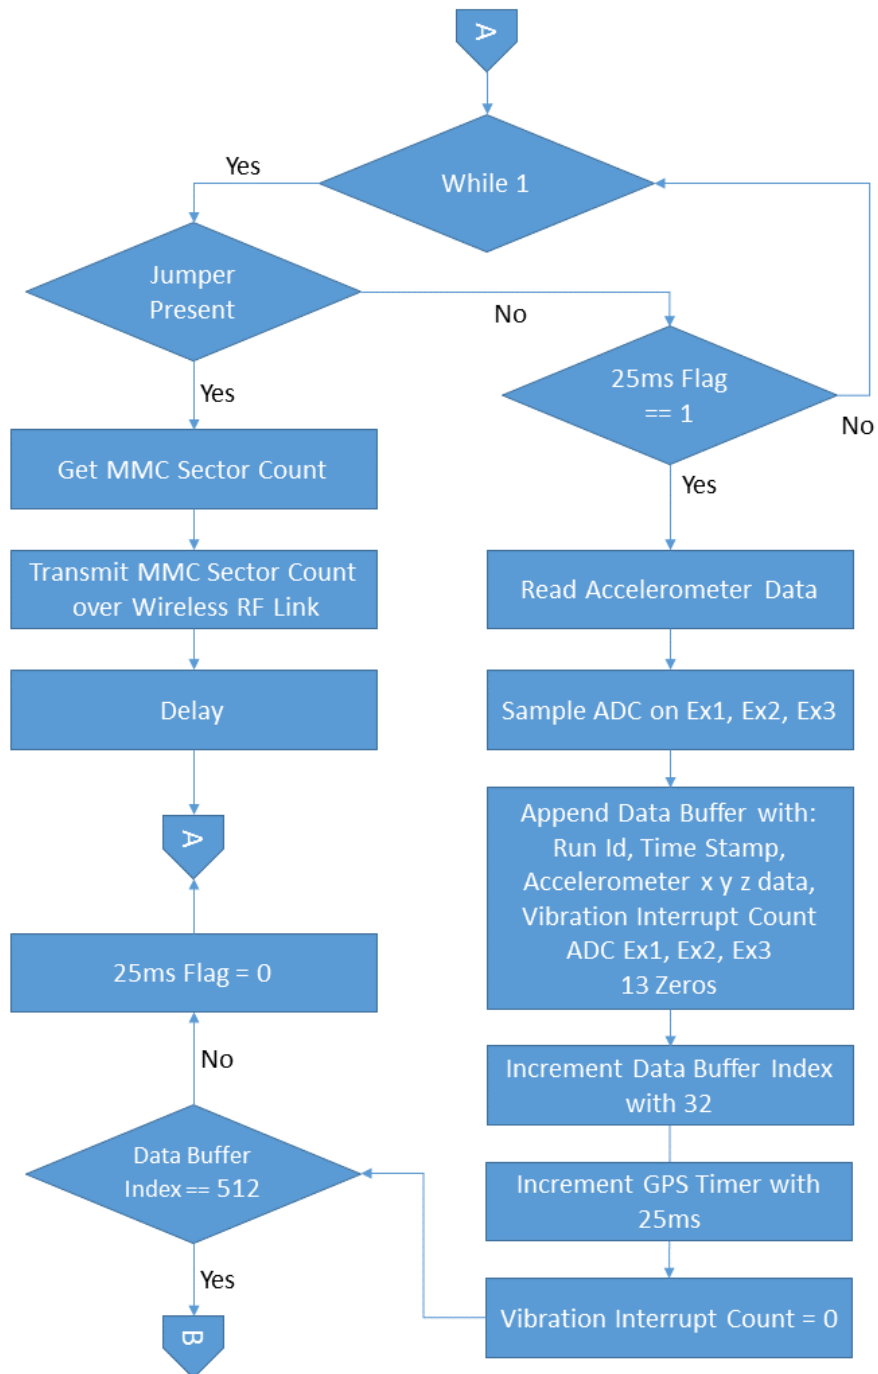 A
While 1
Yes
Jumper
Present
No
25ms Flag
== 1
No
Yes
Yes
Get MMC Sector Count
Transmit MMC Sector Count
over Wireless RF Link
Delay
A
Read Accelerometer Data
Sample ADC on Ex1, Ex2, Ex3
Append Data Buffer with:
Run Id, Time Stamp,
Accelerometer x y z data,
Vibration Interrupt Count
ADC Ex1, Ex2, Ex3
13 Zeros
Increment Data Buffer Index
with 32
Increment GPS Timer with
25ms
Vibration Interrupt Count = 0
25ms Flag = 0
No
Data Buffer
Index == 512
Yes
B